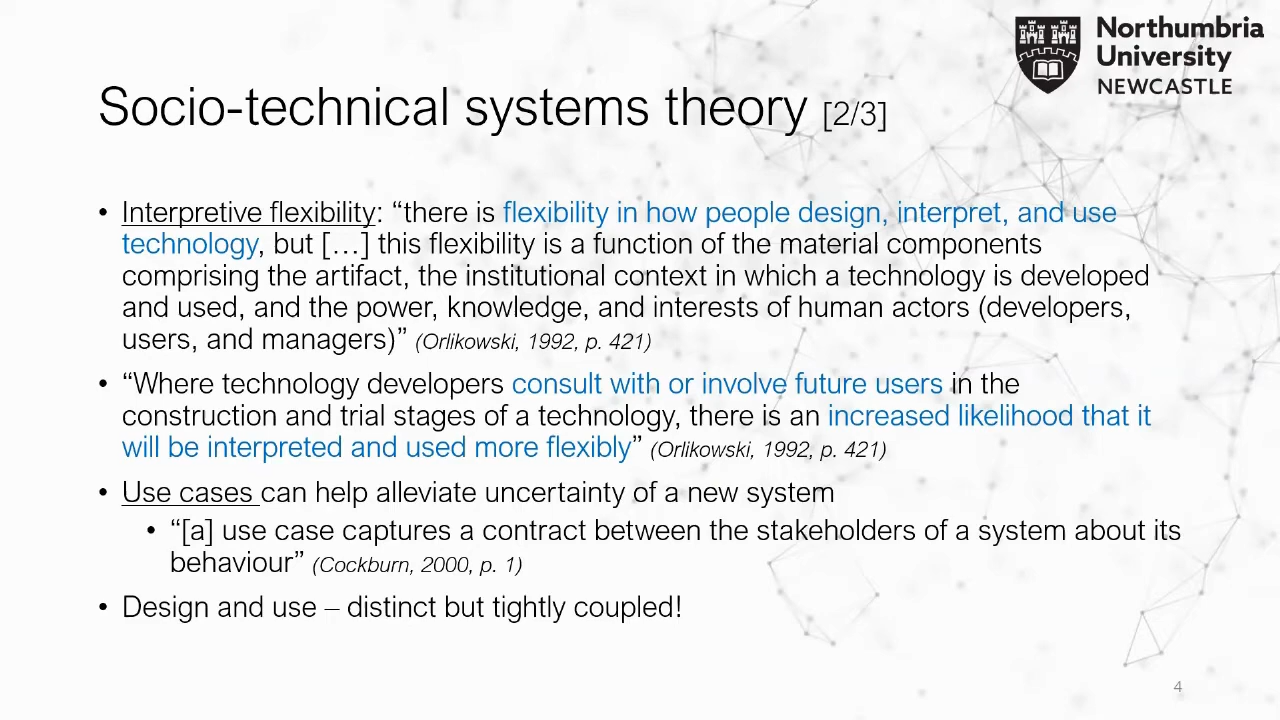 Northumbria
University
NEWCASTLE
Socio-technical systems theory [2/3]
• Interpretive flexibility: “there is flexibility in how people design, interpret, and use
technology, but […] this flexibility is a function of the material components
comprising the artifact, the institutional context in which a technology is developed
and used, and the power, knowledge, and interests of human actors (developers,
users, and managers)” (Orlikowski, 1992, p. 421)
• “Where technology developers consult with or involve future users in the
construction and trial stages of a technology, there is an increased likelihood that it
will be interpreted and used more flexibly” (Orlikowski, 1992, p. 421)
• Use cases can help alleviate uncertainty of a new system
• “[a] use case captures a contract between the stakeholders of a system about its
behaviour” (Cockburn, 2000, p. 1)
• Design and use – distinct but tightly coupled!
4